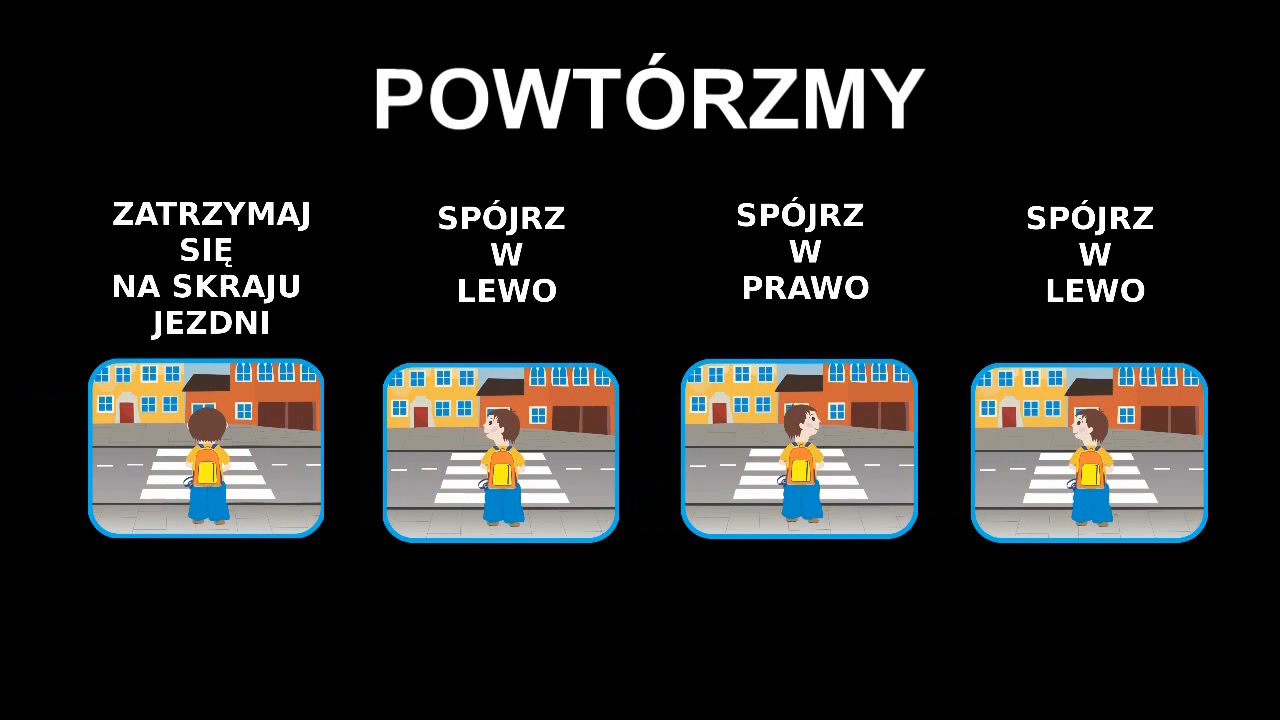 POWTÓRZMY
ZATRZYMAJ
SIĘ
NA SKRAJU
JEZDNI
SPÓJRZ
W
LEWO
SPÓJRZ
W
PRAWO
SPÓJRZ
W
LEWO